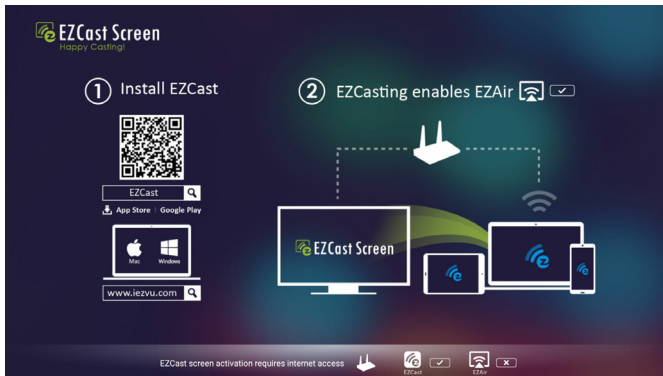 EZCast Screen
Happy Casting!
1 Install EZCast
EZCast
App Store | Google Play
Mac Windows
www.iezvu.com
2 EZCasting enables EZAir
EZCast Screen
EZCast screen activation requires internet access
EZCast EZAir